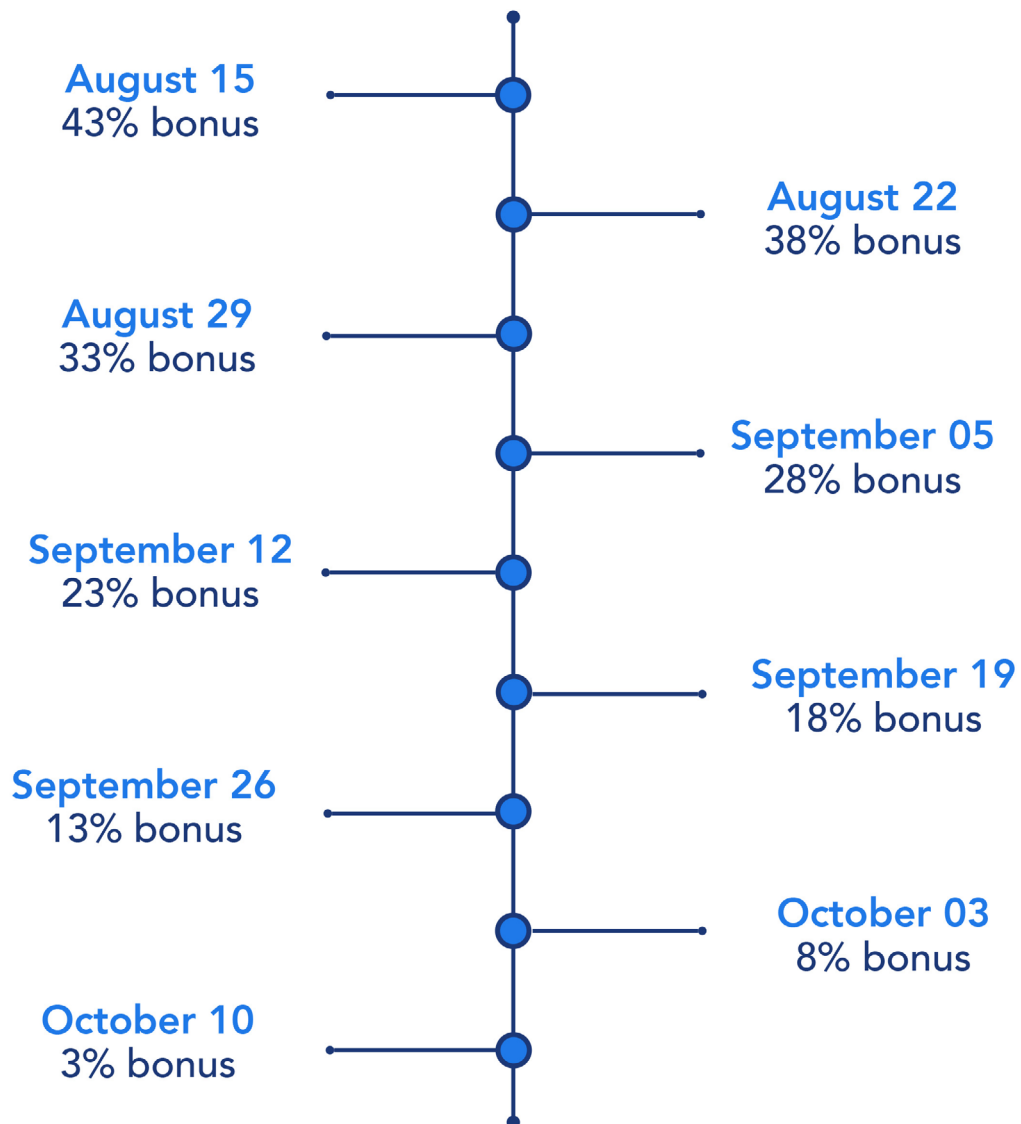 August 15
43% bonus
August 22
38% bonus
August 29
33% bonus
September 05
28% bonus
September 12
23% bonus
September 19
18% bonus
September 26
13% bonus
October 03
8% bonus
October 10
3% bonus